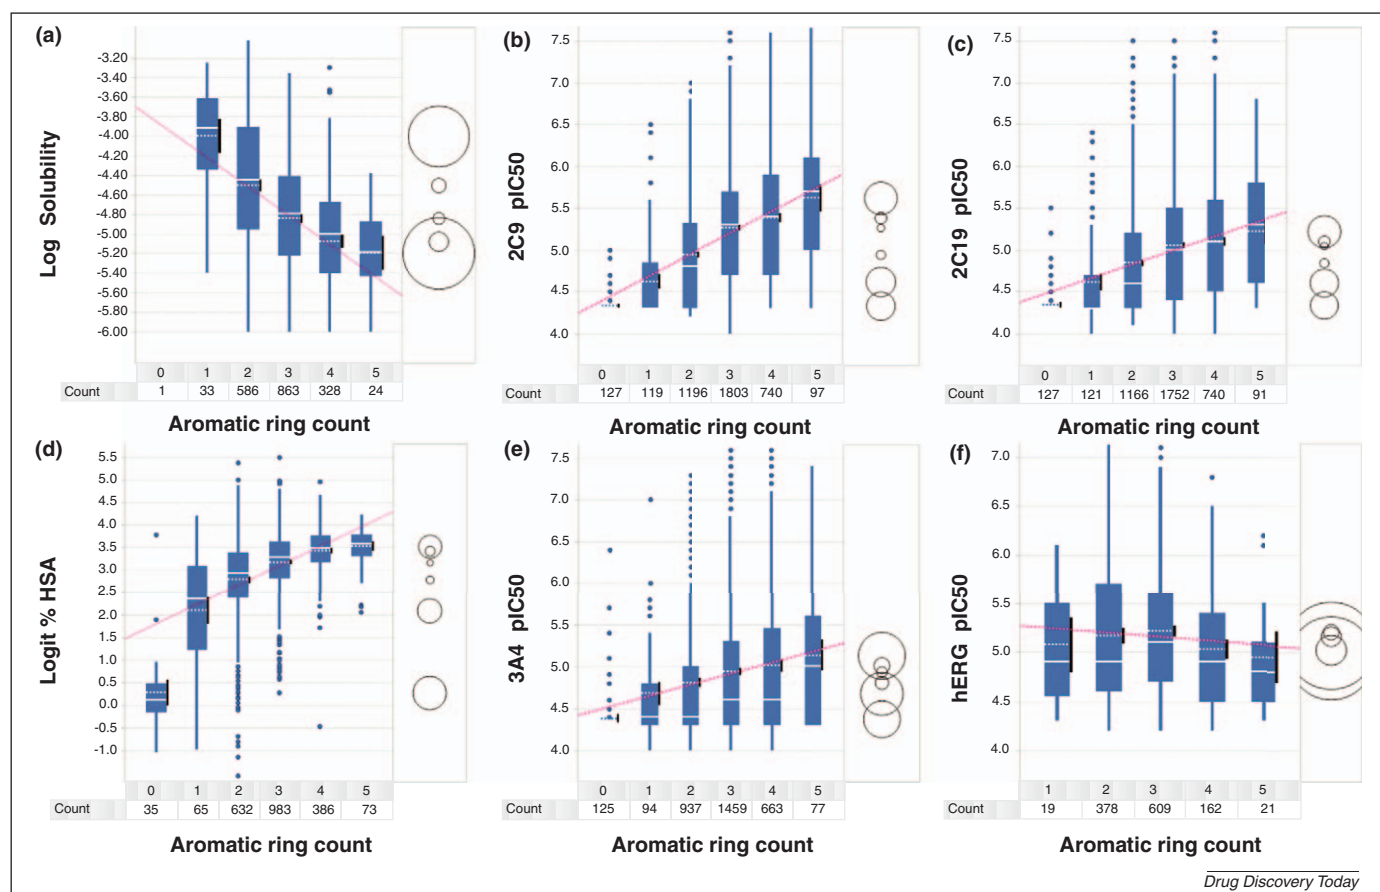 (a)
Log Solubility
-3.20
-3.40
-3.60
-3.80
-4.00
-4.20
-4.40
-4.60
-4.80
-5.00
-5.20
-5.40
-5.60
-5.80
-6.00
0 1 2 3 4 5
Count 1 33 586 863 328 24
Aromatic ring count
(b)
2C9 pIC50
7.5
7.0
6.5
6.0
5.5
5.0
4.5
4.0
0 1 2 3 4 5
Count 127 119 1196 1803 740 97
Aromatic ring count
(c)
2C19 pIC50
7.5
5.0
6.5
6.0
5.5
5.0
4.5
4.0
0 1 2 3 4 5
Count 127 121 1166 1752 740 91
Aromatic ring count
(d)
Logit % HSA
5.5
5.0
4.5
4.0
3.5
3.0
2.5
2.0
1.5
1.0
0.5
0.0
-0.5
-1.0
0 1 2 3 4 5
Count 35 65 632 983 386 73
Aromatic ring count
(e)
3A4 pIC50
7.5
7.0
6.5
6.0
5.5
5.0
4.5
4.0
0 1 2 3 4 5
Count 125 94 937 1459 663 77
Aromatic ring count
(f)
hERG pIC50
7.0
6.0
5.5
5.0
4.5
4.0
1 2 3 4 5
Count 19 378 609 162 21
Aromatic ring count
Drug Discovery Today